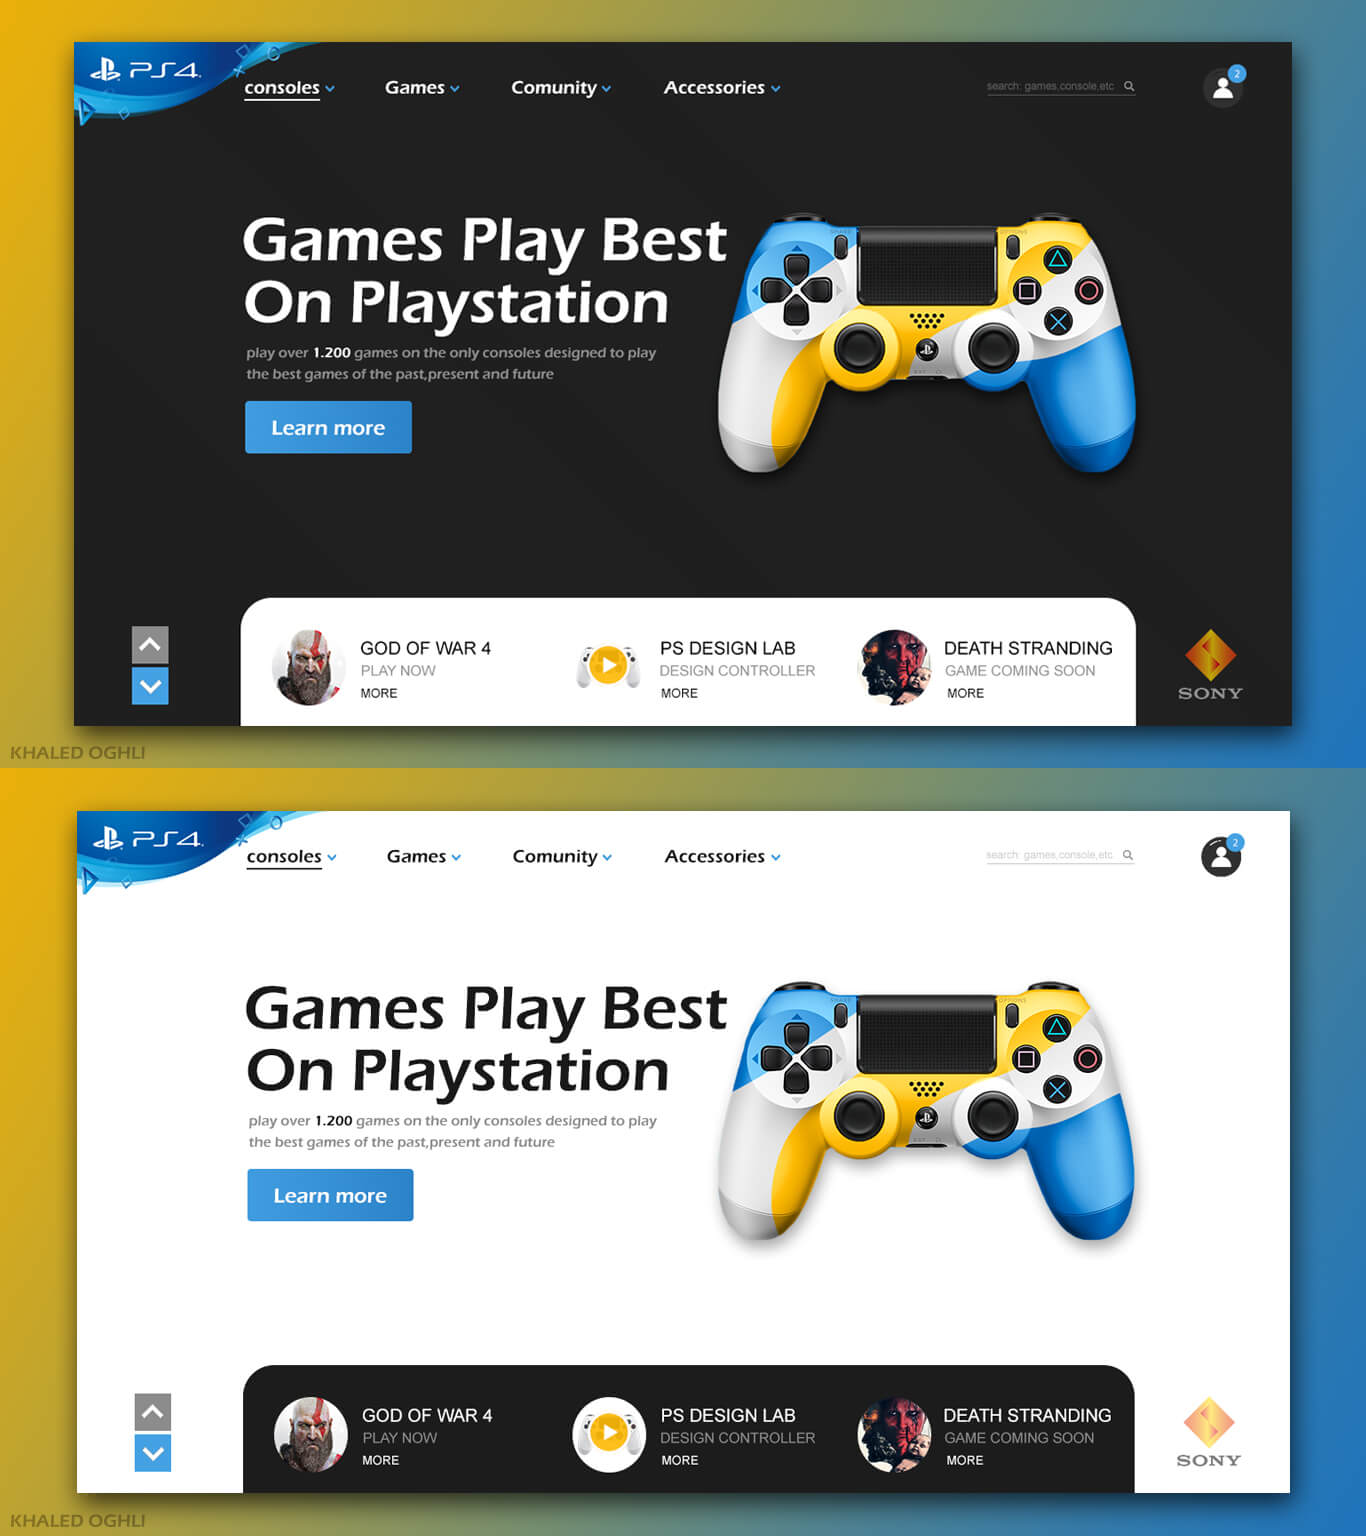 PS4
consoles Games Comunity Accessories search: games,console,etc 2
Games Play Best
On Playstation
play over 1.200 games on the only consoles designed to play
the best games of the past,present and future
Learn more
SHARE OPTIONS
GOD OF WAR 4
PLAY NOW
MORE
PS DESIGN LAB
DESIGN CONTROLLER
MORE
DEATH STRANDING
GAME COMING SOON
MORE
SONY
KHALED OGHLI
PS4
consoles Games Comunity Accessories search: games,console,etc 2
Games Play Best
On Playstation
play over 1.200 games on the only consoles designed to play
the best games of the past,present and future
Learn more
SHARE OPTIONS
GOD OF WAR 4
PLAY NOW
MORE
PS DESIGN LAB
DESIGN CONTROLLER
MORE
DEATH STRANDING
GAME COMING SOON
MORE
SONY
KHALED OGHLI